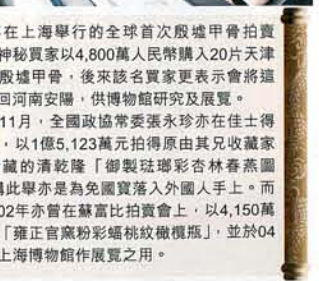 在上海舉行的全球首次殷墟甲骨拍賣
神秘買家以4,800萬人民幣購入20片天津
殷墟甲骨，後來該名買家更表示會將這
回河南安陽，供博物館研究及展覽。
11月，全國政協常委張永珍亦在佳士得
，以1億5,123萬元拍得原由其兄收藏家
藏的清乾隆「御製琺瑯彩杏林春燕圖
此舉亦是為免國寶落入外國人手上。而
02年亦曾在蘇富比拍賣會上，以4,150萬
「雍正官窯粉彩蝠桃紋橄欖瓶」，並於04
上海博物館作展覽之用。